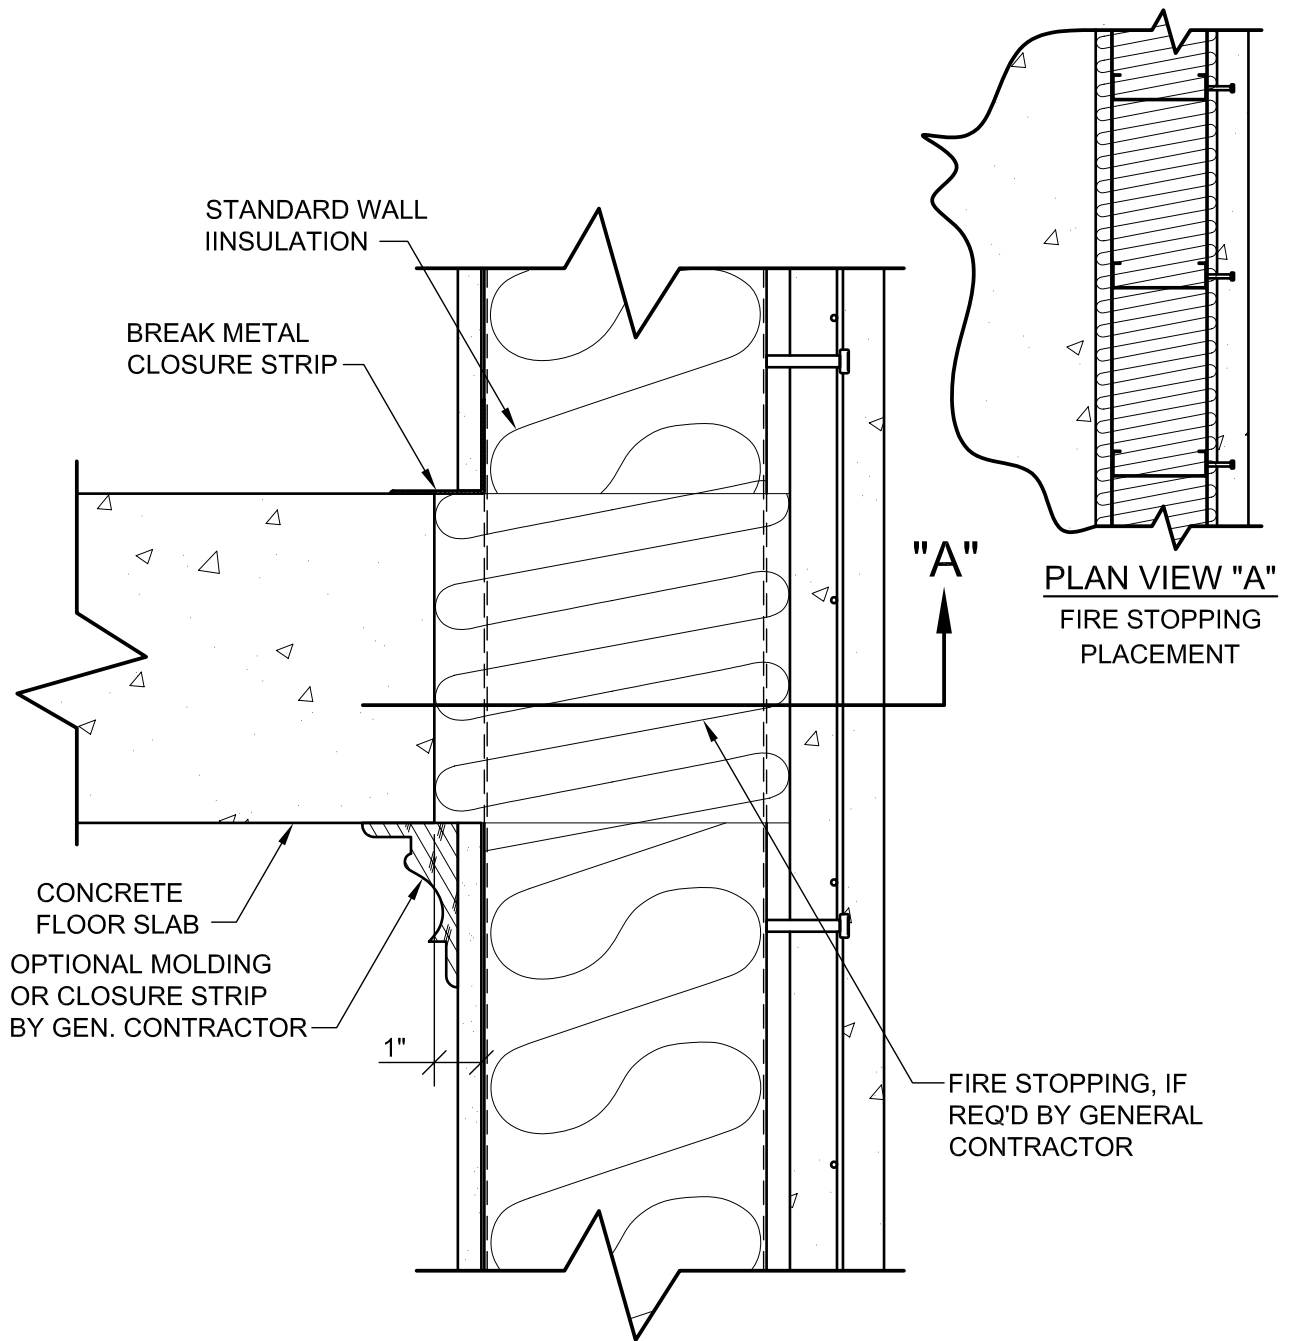 STANDARD WALL
IINSULATION
BREAK METAL
CLOSURE STRIP
"A"
PLAN VIEW "A"
FIRE STOPPING
PLACEMENT
CONCRETE
FLOOR SLAB
OPTIONAL MOLDING
OR CLOSURE STRIP
BY GEN. CONTRACTOR
1"
FIRE STOPPING, IF
REQ'D BY GENERAL
CONTRACTOR